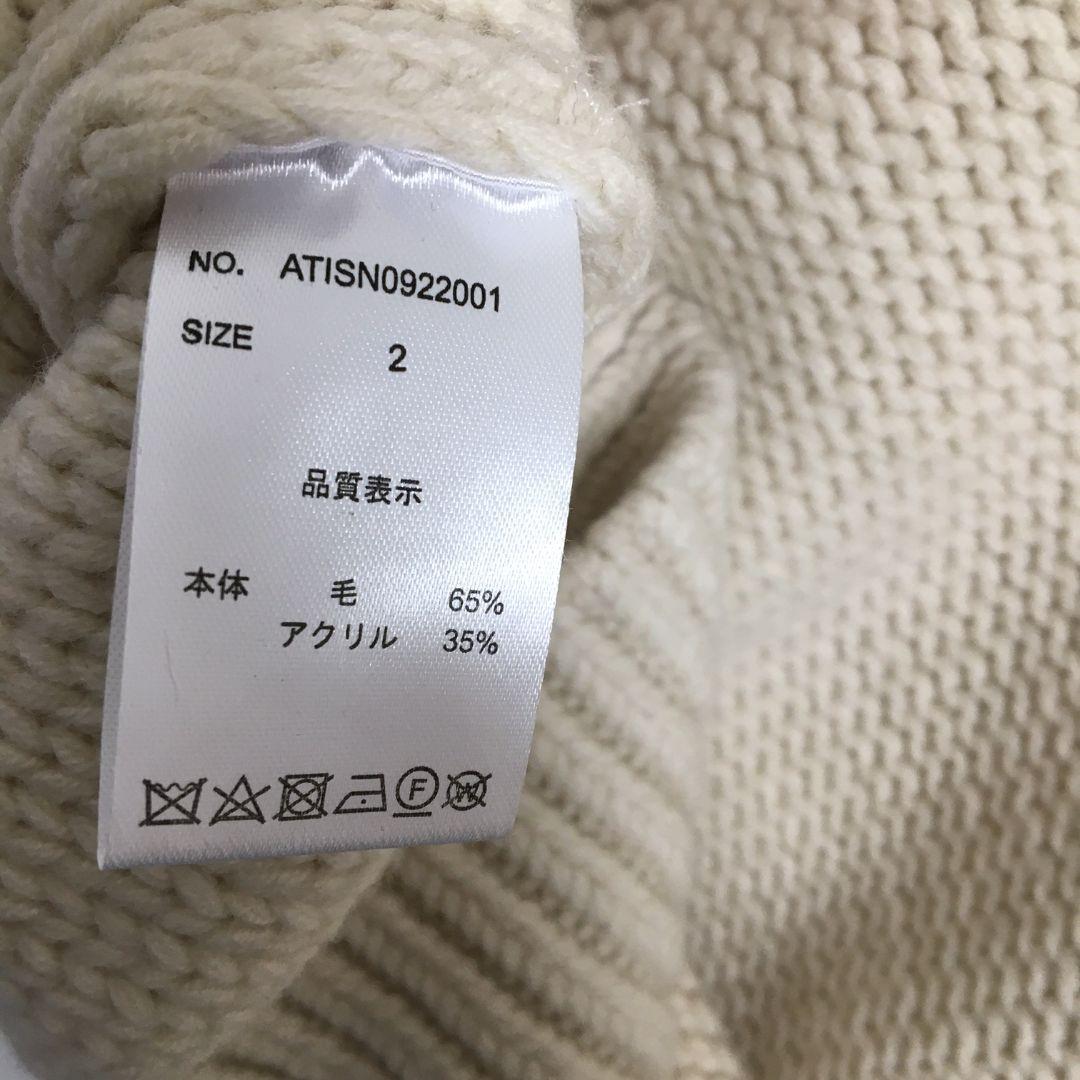 NO. ATISN0922001
SIZE 2
品質表示
本体 毛 65%
アクリル 35%
F W